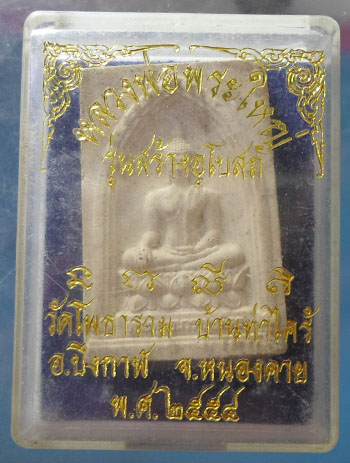 หลวงพ่อพระใหญ่
รุ่นสร้างอุโบสถ
วัดโพธาราม บ้านท่าไคร้
อ.บึงกาฬ จ.หนองคาย
พ.ศ.๒๕๕๔